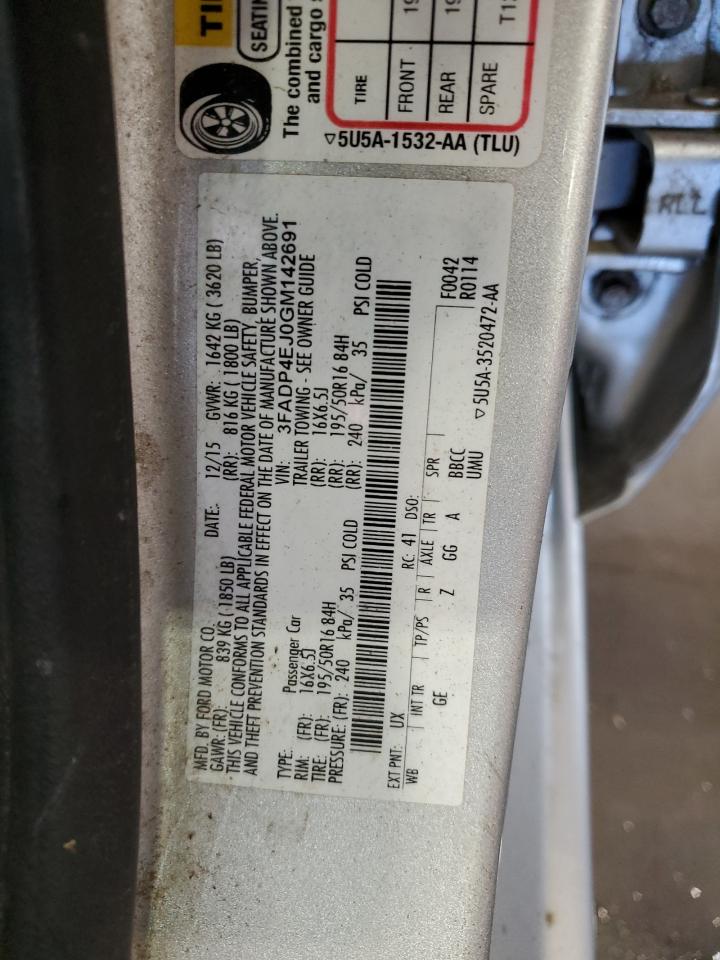 TI
SEATIN
The combined
and cargo
TIRE
FRONT 19
REAR 19
SPARE T1
▽5U5A-1532-AA (TLU)
MFD. BY FORD MOTOR CO. DATE: 12/15 GVWR: 1642 KG ( 3620 LB)
GAWR: (FR): 839 KG ( 1850 LB) (RR): 816 KG ( 1800 LB)
THIS VEHICLE CONFORMS TO ALL APPLICABLE FEDERAL MOTOR VEHICLE SAFETY, BUMPER,
AND THEFT PREVENTION STANDARDS IN EFFECT ON THE DATE OF MANUFACTURE SHOWN ABOVE.
VIN: 3FADP4EJ0GM142691
TYPE: Passenger Car TRAILER TOWING - SEE OWNER GUIDE
RIM: (FR): 16X6.5J (RR): 16X6.5J
TIRE: (FR): 195/50R16 84H (RR): 195/50R16 84H
PRESSURE: (FR): 240 kPa/ 35 PSI COLD (RR): 240 kPa/ 35 PSI COLD
EXT PNT: UX RC: 41 DSO: F0042
WB INT TR TP/PS R AXLE TR SPR R0114
GE Z GG A BBCC
UMU
▽5U5A-3520472-AA
RLL